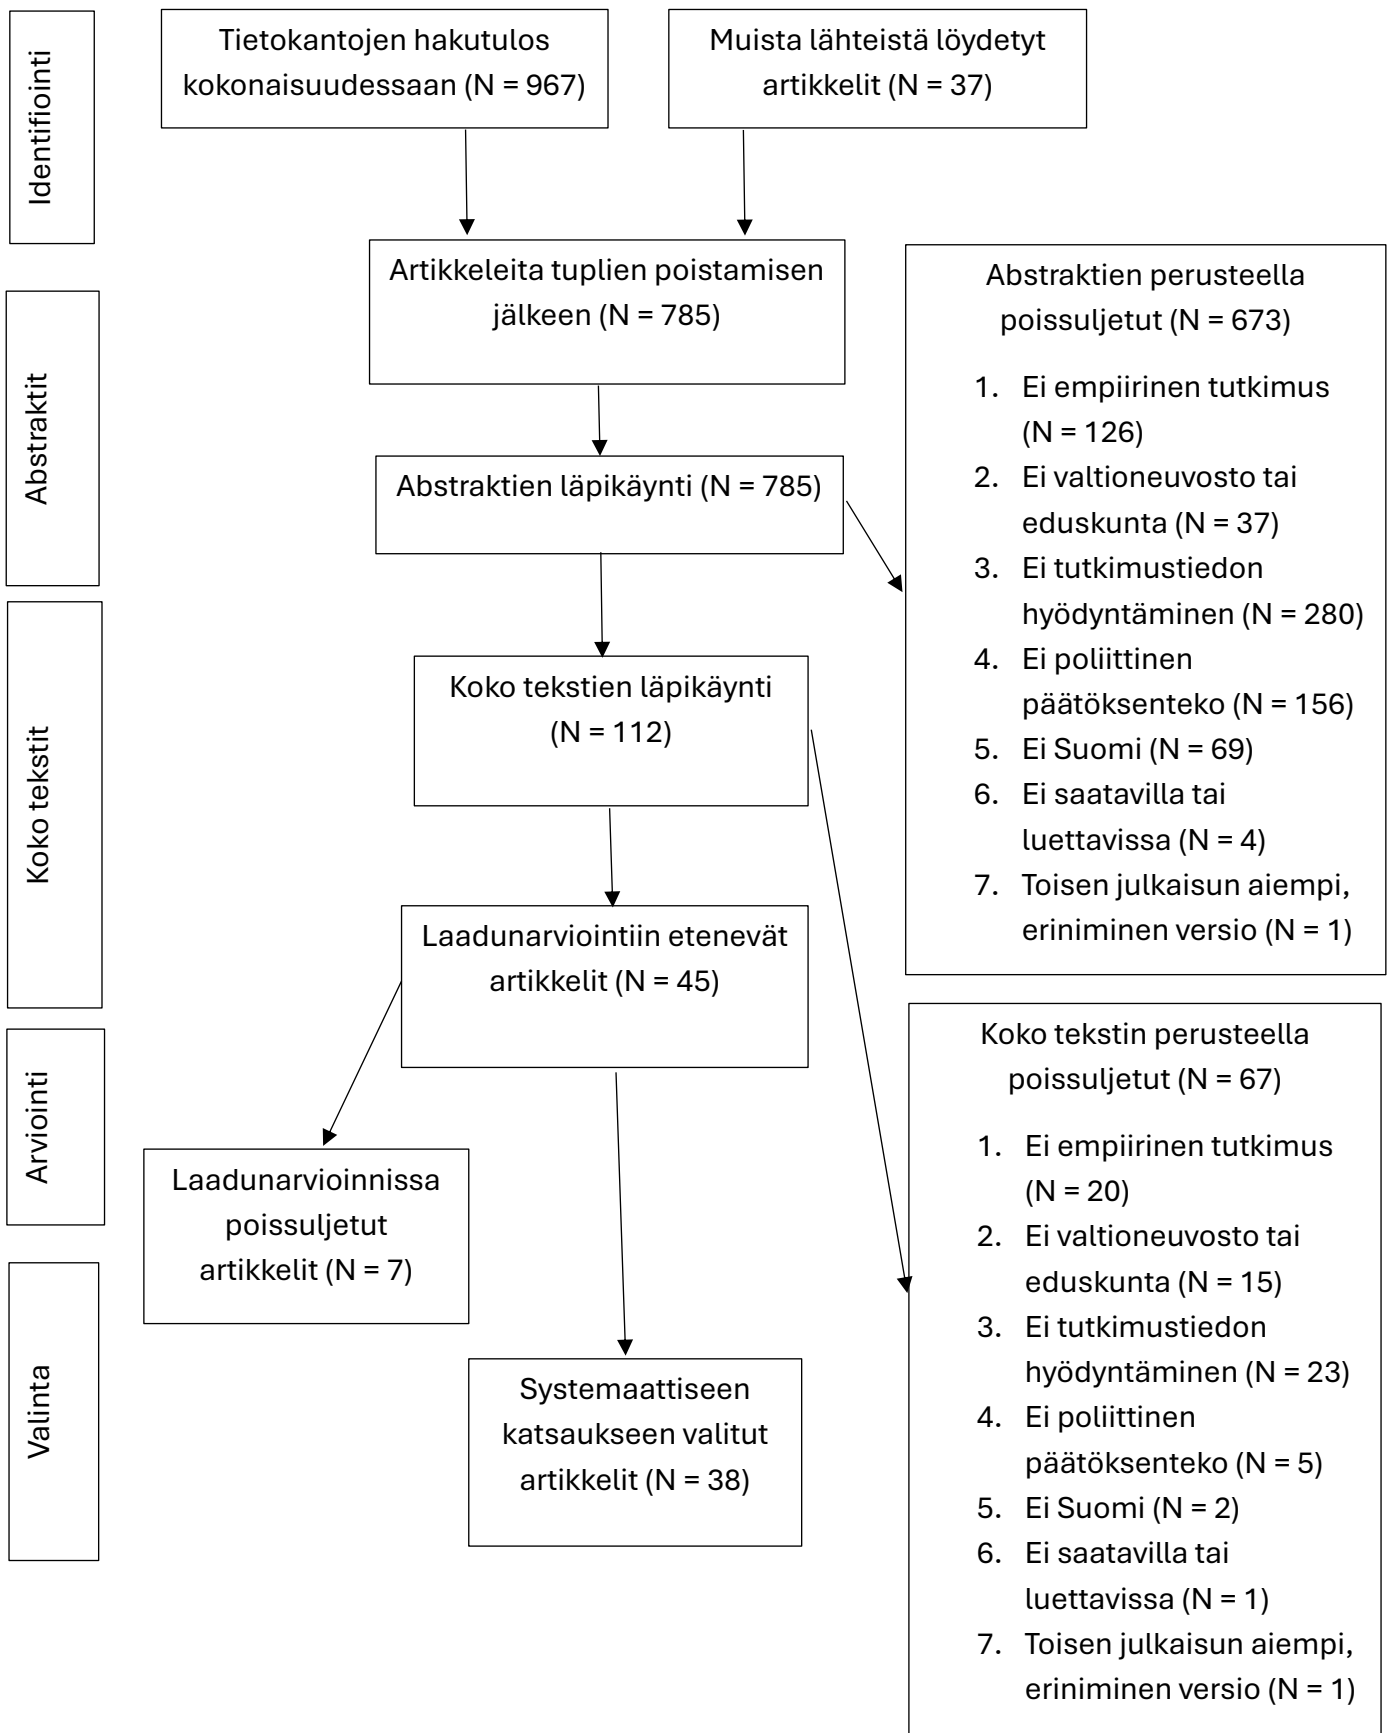 Identifiointi
Tietokantojen hakutulos
kokonaisuudessaan (N = 967)
Muista lähteistä löydetyt
artikkelit (N = 37)
Artikkeleita tuplien poistamisen
jälkeen (N = 785)
Abstraktit
Abstraktien läpikäynti (N = 785)
Abstraktien perusteella
poissuljetut (N = 673)
1. Ei empiirinen tutkimus
(N = 126)
2. Ei valtioneuvosto tai
eduskunta (N = 37)
3. Ei tutkimustiedon
hyödyntäminen (N = 280)
4. Ei poliittinen
päätöksenteko (N = 156)
5. Ei Suomi (N = 69)
6. Ei saatavilla tai
luettavissa (N = 4)
7. Toisen julkaisun aiempi,
eriniminen versio (N = 1)
Koko tekstit
Koko tekstien läpikäynti
(N = 112)
Laadunarviointiin etenevät
artikkelit (N = 45)
Koko tekstin perusteella
poissuljetut (N = 67)
1. Ei empiirinen tutkimus
(N = 20)
2. Ei valtioneuvosto tai
eduskunta (N = 15)
3. Ei tutkimustiedon
hyödyntäminen (N = 23)
4. Ei poliittinen
päätöksenteko (N = 5)
5. Ei Suomi (N = 2)
6. Ei saatavilla tai
luettavissa (N = 1)
7. Toisen julkaisun aiempi,
eriniminen versio (N = 1)
Arviointi
Laadunarvioinnissa
poissuljetut
artikkelit (N = 7)
Valinta
Systemaattiseen
katsaukseen valitut
artikkelit (N = 38)